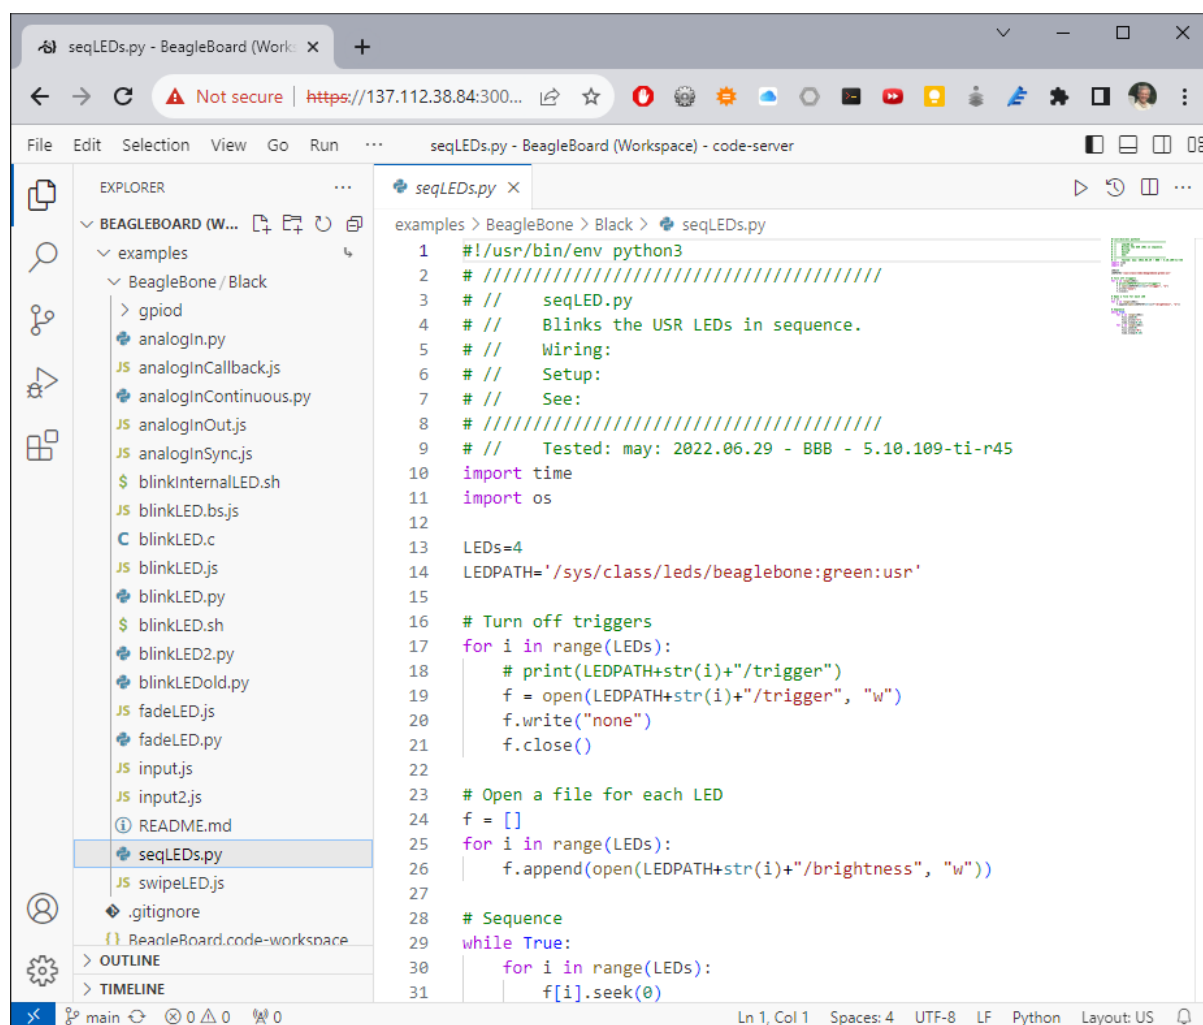 seqLEDs.py - BeagleBoard (Works
Not secure | https://137.112.38.84:300...
File Edit Selection View Go Run ··· seqLEDs.py - BeagleBoard (Workspace) - code-server
EXPLORER
BEAGLEBOARD (W...
examples
BeagleBone / Black
gpiod
analogIn.py
JS analogInCallback.js
analogInContinuous.py
JS analogInOut.js
JS analogInSync.js
$ blinkInternalLED.sh
JS blinkLED.bs.js
C blinkLED.c
JS blinkLED.js
blinkLED.py
$ blinkLED.sh
blinkLED2.py
blinkLEDold.py
JS fadeLED.js
fadeLED.py
JS input.js
JS input2.js
README.md
seqLEDs.py
JS swipeLED.js
.gitignore
{} BeagleBoard.code-workspace
OUTLINE
TIMELINE
seqLEDs.py
examples > BeagleBone > Black > seqLEDs.py
1 #!/usr/bin/env python3
2 # ////////////////////////////////////////
3 # //    seqLED.py
4 # //    Blinks the USR LEDs in sequence.
5 # //    Wiring:
6 # //    Setup:
7 # //    See:
8 # ////////////////////////////////////////
9 # //    Tested: may: 2022.06.29 - BBB - 5.10.109-ti-r45
10 import time
11 import os
12
13 LEDs=4
14 LEDPATH='/sys/class/leds/beaglebone:green:usr'
15
16 # Turn off triggers
17 for i in range(LEDs):
18     # print(LEDPATH+str(i)+"/trigger")
19     f = open(LEDPATH+str(i)+"/trigger", "w")
20     f.write("none")
21     f.close()
22
23 # Open a file for each LED
24 f = []
25 for i in range(LEDs):
26     f.append(open(LEDPATH+str(i)+"/brightness", "w"))
27
28 # Sequence
29 while True:
30     for i in range(LEDs):
31         f[i].seek(0)
main 0 0 0 Ln 1, Col 1 Spaces: 4 UTF-8 LF Python Layout: US